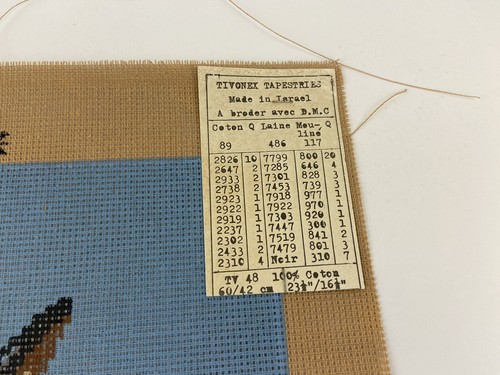 TIVONEX TAPESTRIES
Made in Israel
A broder avec D.M.C
Coton Q Laine Mou- Q
line
89 486 117
2826 10 7799 800 20
2647 2 7285 646 4
2933 2 7301 828 3
2738 2 7453 739 3
2923 1 7918 977 1
2922 1 7922 970 1
2919 1 7303 920 1
2237 1 7447 300 1
2302 1 7519 841 2
2433 2 7479 801 3
2310 4 Noir 310 7
TV 48 100% Coton
60/42 cm 23½"/16½"